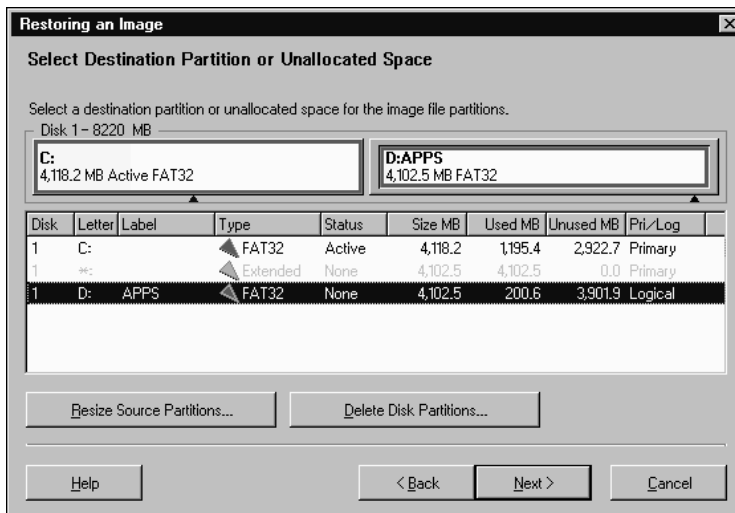 Restoring an Image
Select Destination Partition or Unallocated Space
Select a destination partition or unallocated space for the image file partitions.
Disk 1 - 8220 MB
C:
4,118.2 MB Active FAT32
D:APPS
4,102.5 MB FAT32
Disk Letter Label Type Status Size MB Used MB Unused MB Pri/Log
1 C: FAT32 Active 4,118.2 1,195.4 2,922.7 Primary
1 *: Extended None 4,102.5 4,102.5 0.0 Primary
1 D: APPS FAT32 None 4,102.5 200.6 3,901.9 Logical
Resize Source Partitions... Delete Disk Partitions...
Help < Back Next > Cancel